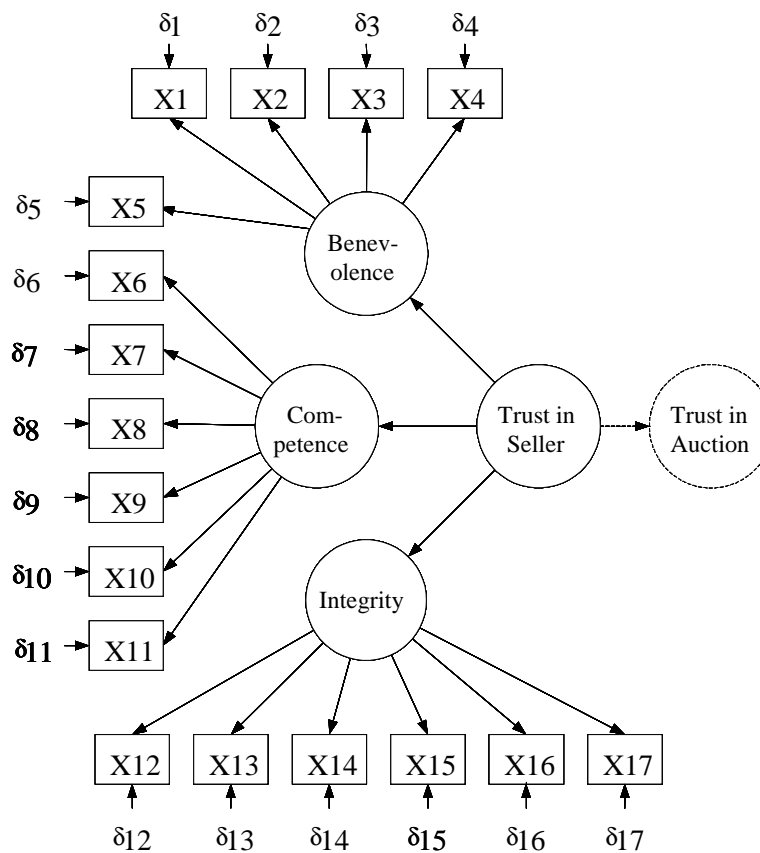 δ1 δ2 δ3 δ4
X1 X2 X3 X4
δ5 X5
Benev-
olence
δ6 X6
δ7 X7
δ8 X8
Com-
petence
Trust in
Seller
Trust in
Auction
δ9 X9
δ10 X10
Integrity
δ11 X11
X12 X13 X14 X15 X16 X17
δ12 δ13 δ14 δ15 δ16 δ17